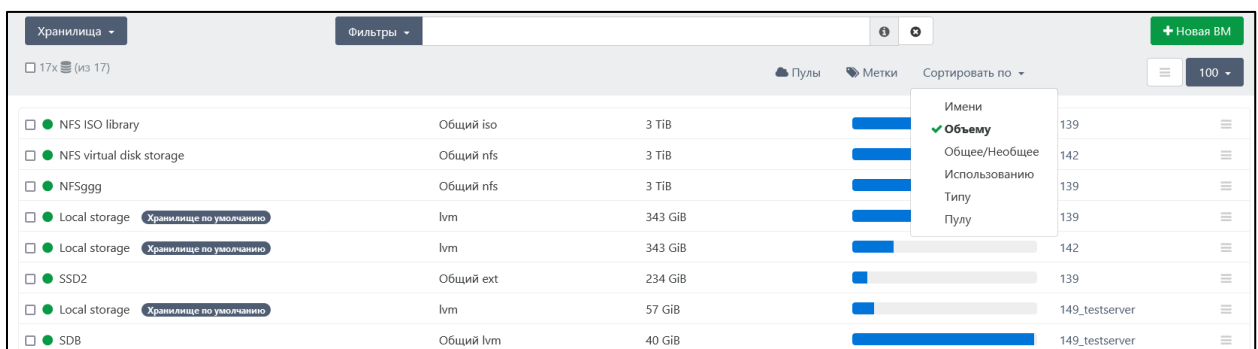 Хранилища
Фильтры
Новая ВМ
17x (из 17)
Пулы Метки Сортировать по
100
Имени
Объему
Общее/Необщее
Использованию
Типу
Пулу
NFS ISO library Общий iso 3 TiB 139
NFS virtual disk storage Общий nfs 3 TiB 142
NFSggg Общий nfs 3 TiB 139
Local storage Хранилище по умолчанию lvm 343 GiB 139
Local storage Хранилище по умолчанию lvm 343 GiB 142
SSD2 Общий ext 234 GiB 139
Local storage Хранилище по умолчанию lvm 57 GiB 149_testserver
SDB Общий lvm 40 GiB 149_testserver